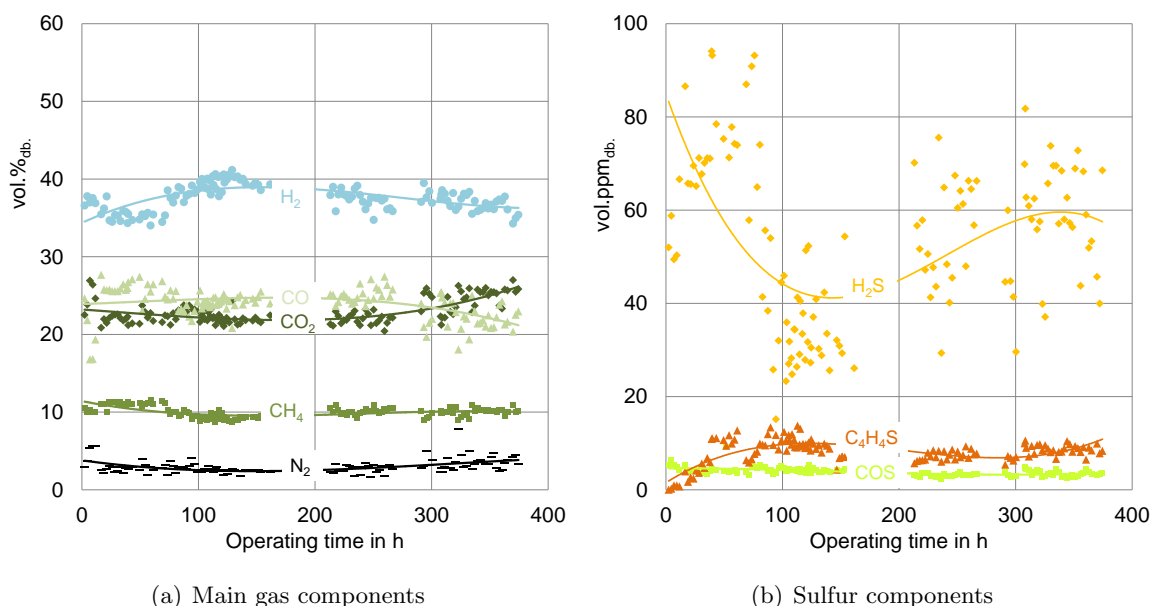 60
50
40
30
20
10
0
vol.%db.
H2
CO
CO2
CH4
N2
0 100 200 300 400
Operating time in h
(a) Main gas components
100
80
60
40
20
0
vol.ppmdb.
H2S
C4H4S
COS
0 100 200 300 400
Operating time in h
(b) Sulfur components